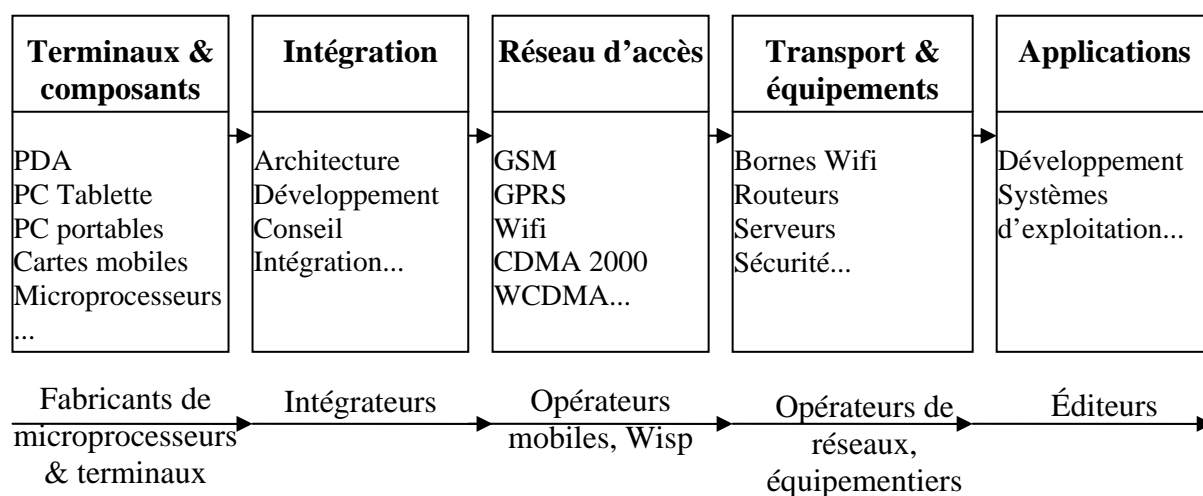 Terminaux &
composants
PDA
PC Tablette
PC portables
Cartes mobiles
Microprocesseurs
...
Intégration
Architecture
Développement
Conseil
Intégration...
Réseau d’accès
GSM
GPRS
Wifi
CDMA 2000
WCDMA...
Transport &
équipements
Bornes Wifi
Routeurs
Serveurs
Sécurité...
Applications
Développement
Systèmes
d’exploitation...
Fabricants de
microprocesseurs
& terminaux
Intégrateurs
Opérateurs
mobiles, Wisp
Opérateurs de
réseaux,
équipementiers
Éditeurs